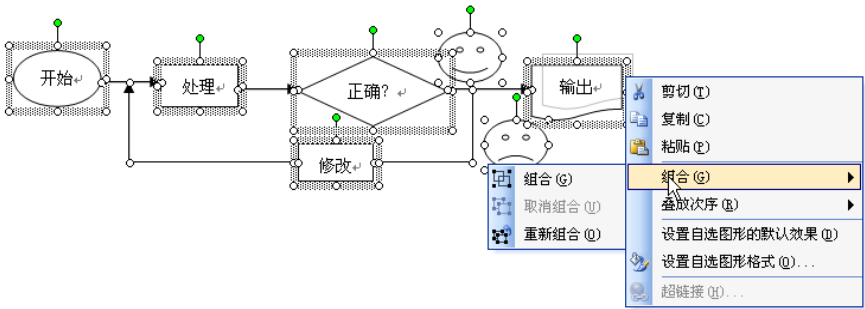 开始
处理
正确?
输出
修改
剪切(T)
复制(C)
粘贴(P)
组合(G)
叠放次序(R)
设置自选图形的默认效果(D)
设置自选图形格式(O)...
超链接(H)...
组合(G)
取消组合(U)
重新组合(O)